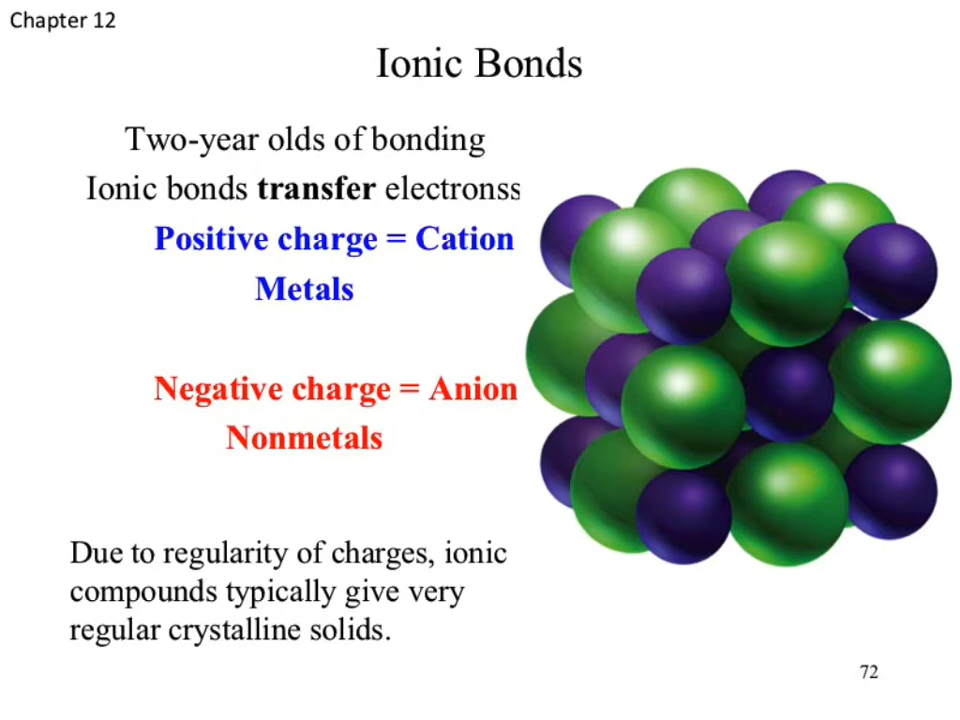 Chapter 12
Ionic Bonds
Two-year olds of bonding
Ionic bonds transfer electronss
Positive charge = Cation
Metals
Negative charge = Anion
Nonmetals
Due to regularity of charges, ionic
compounds typically give very
regular crystalline solids.
72